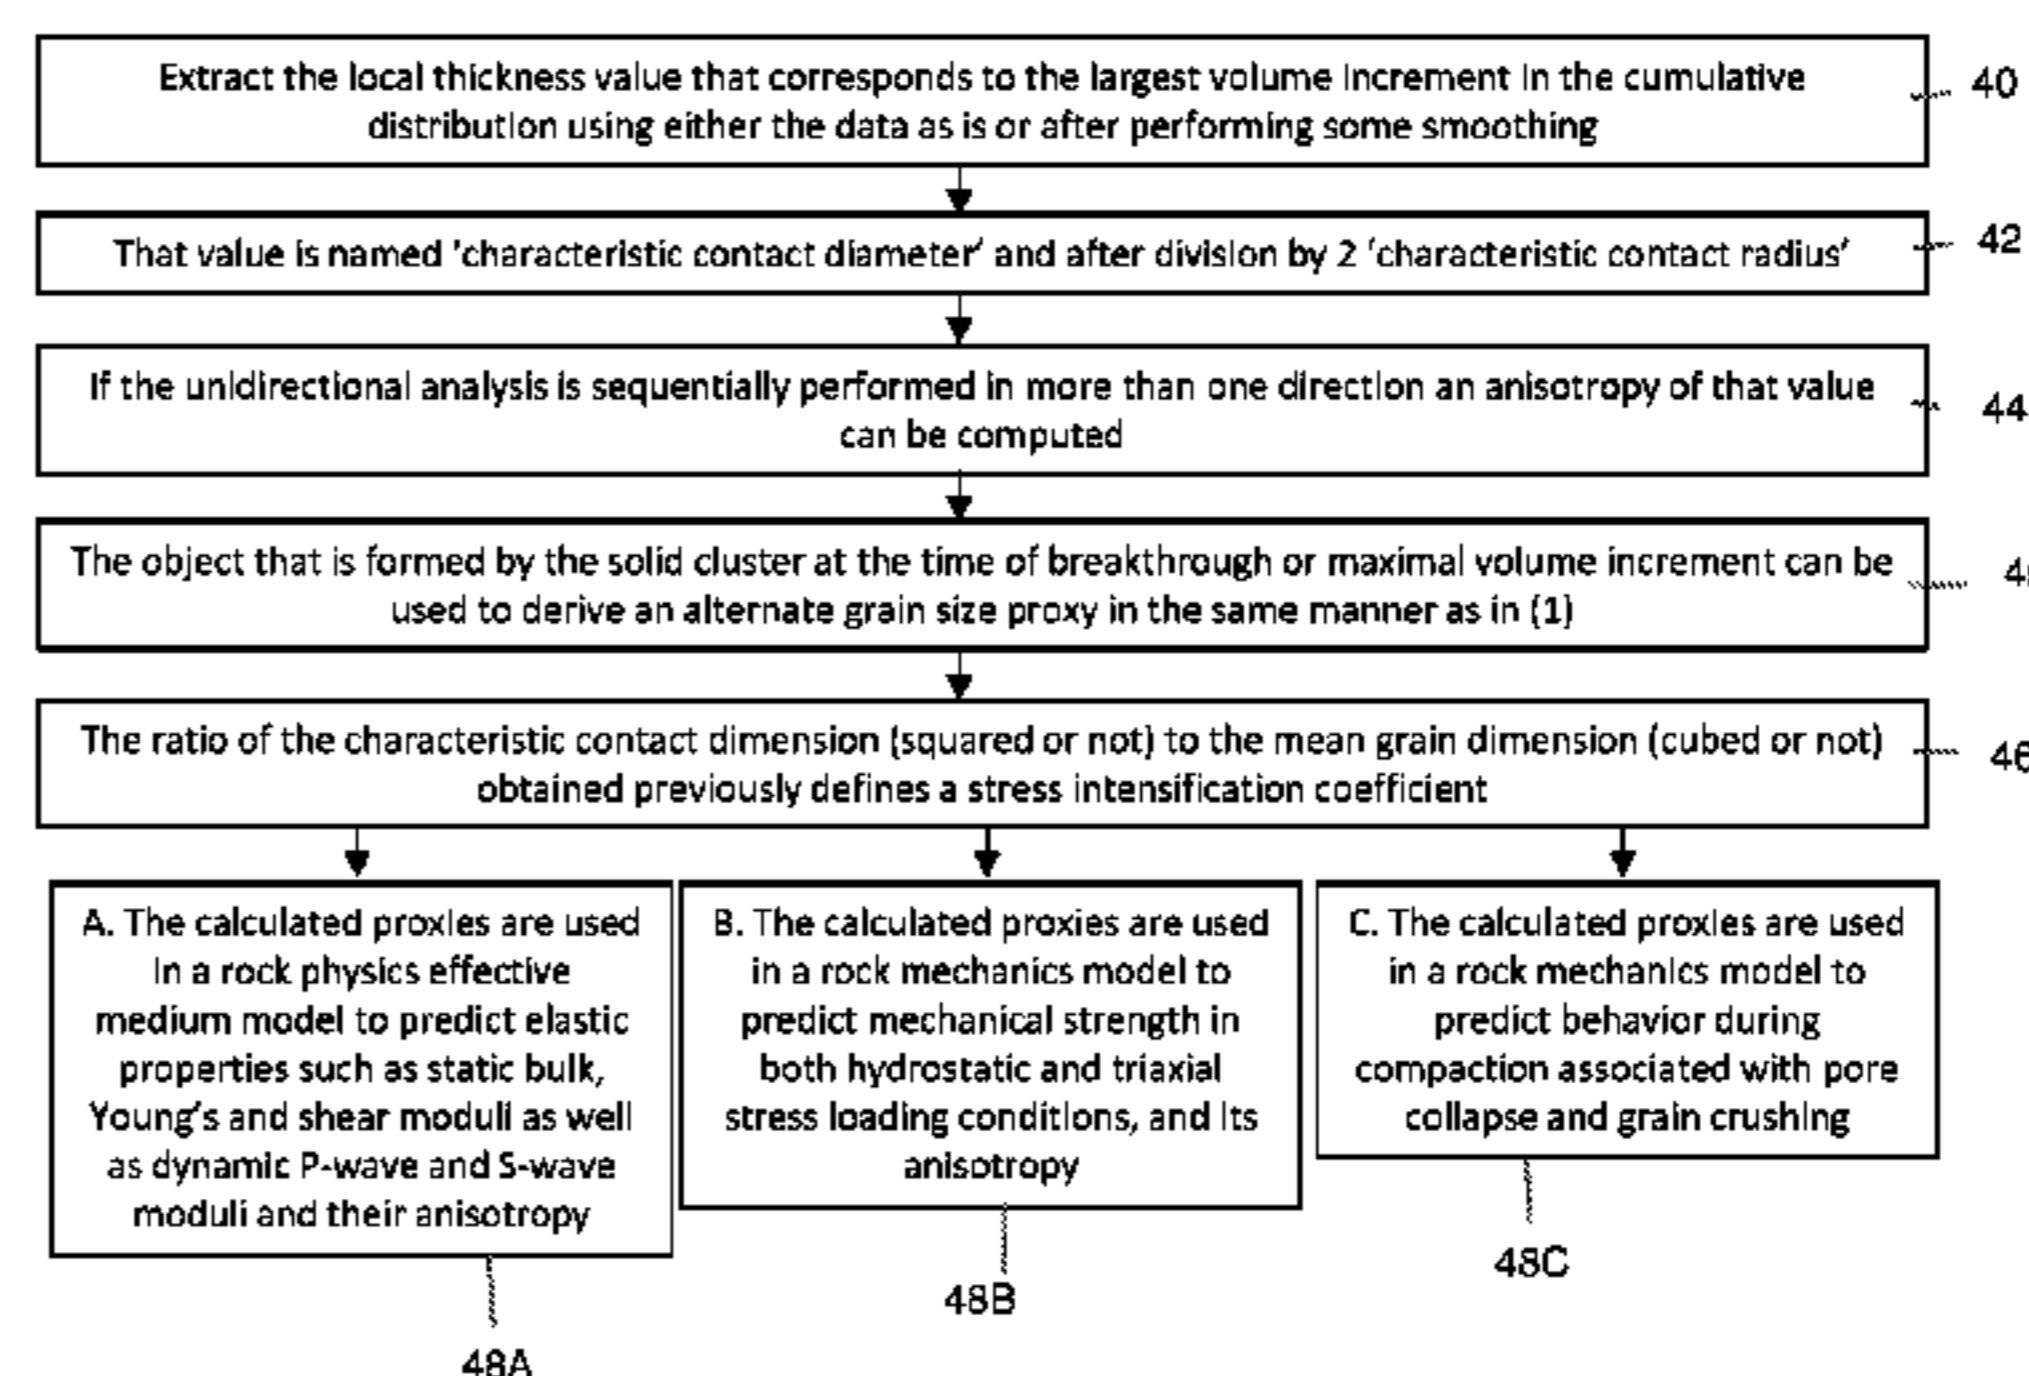 Extract the local thickness value that corresponds to the largest volume increment in the cumulative
distribution using either the data as is or after performing some smoothing
40
That value is named 'characteristic contact diameter' and after division by 2 'characteristic contact radius'
42
If the unidirectional analysis is sequentially performed in more than one direction an anisotropy of that value
can be computed
44
The object that is formed by the solid cluster at the time of breakthrough or maximal volume increment can be
used to derive an alternate grain size proxy in the same manner as in (1)
The ratio of the characteristic contact dimension (squared or not) to the mean grain dimension (cubed or not)
obtained previously defines a stress intensification coefficient
46
A. The calculated proxies are used
in a rock physics effective
medium model to predict elastic
properties such as static bulk,
Young's and shear moduli as well
as dynamic P-wave and S-wave
moduli and their anisotropy
48A
B. The calculated proxies are used
in a rock mechanics model to
predict mechanical strength in
both hydrostatic and triaxial
stress loading conditions, and its
anisotropy
48B
C. The calculated proxies are used
in a rock mechanics model to
predict behavior during
compaction associated with pore
collapse and grain crushing
48C